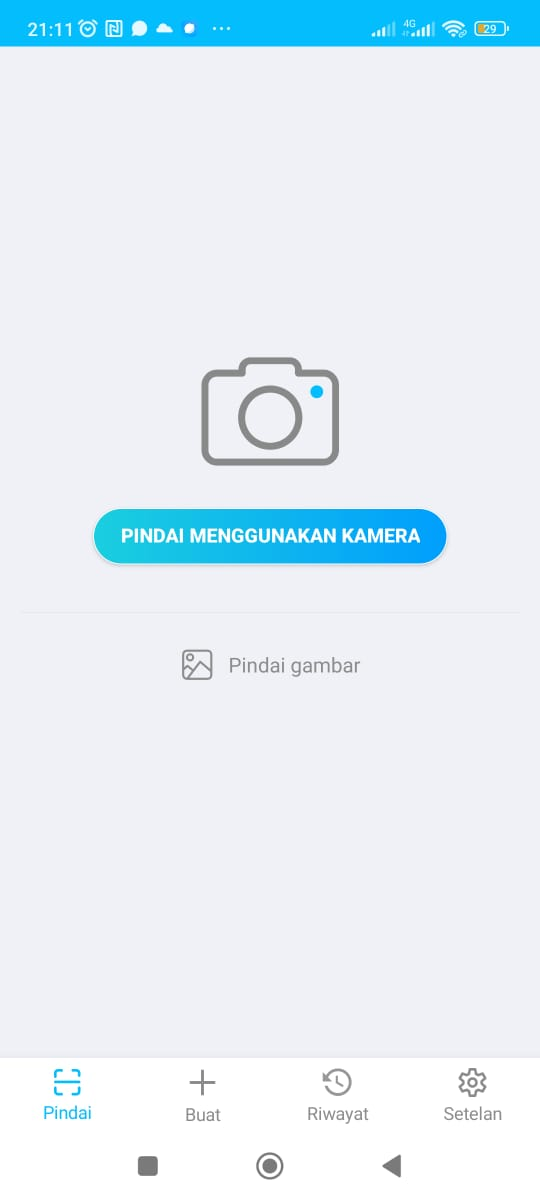 21:11
4G
29
PINDAI MENGGUNAKAN KAMERA
Pindai gambar
Pindai
Buat
Riwayat
Setelan